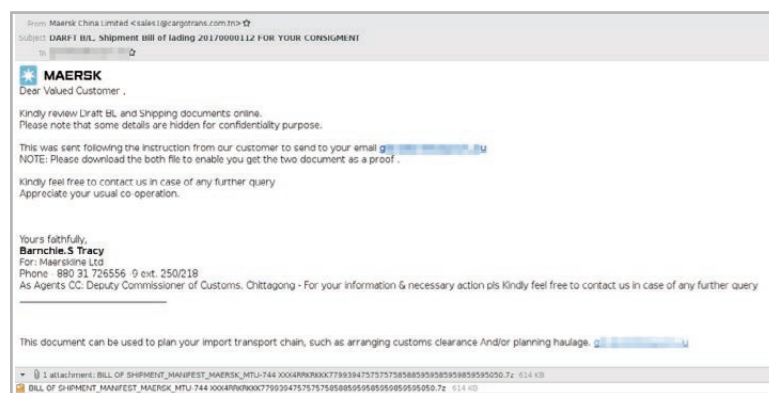 From Maersk China Limited <sales1@cargotrans.com.tn>
Subject DARFT B/L, Shipment Bill of lading 20170000112 FOR YOUR CONSIGMENT
To
MAERSK
Dear Valued Customer ,
Kindly review Draft BL and Shipping documents online.
Please note that some details are hidden for confidentiality purpose.
This was sent following the instruction from our customer to send to your email
NOTE: Please download the both file to enable you get the two document as a proof .
Kindly feel free to contact us in case of any further query
Appreciate your usual co-operation.
Yours faithfully,
Barnchie.S Tracy
For: Maerskline Ltd
Phone - 880 31 726556 -9 ext. 250/218
As Agents CC: Deputy Commissioner of Customs, Chittagong - For your information & necessary action pls Kindly feel free to contact us in case of any further query
This document can be used to plan your import transport chain, such as arranging customs clearance And/or planning haulage.
1 attachment: BILL OF SHIPMENT_MANIFEST_MAERSK_MTU-744 614 KB
BILL OF SHIPMENT_MANIFEST_MAERSK_MTU-744 614 KB